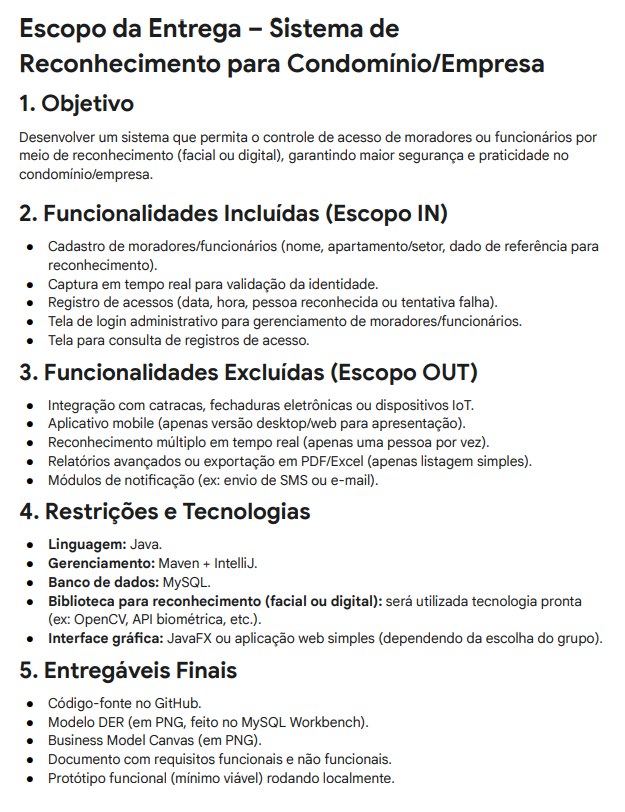 Escopo da Entrega – Sistema de
Reconhecimento para Condomínio/Empresa
1. Objetivo
Desenvolver um sistema que permita o controle de acesso de moradores ou funcionários por
meio de reconhecimento (facial ou digital), garantindo maior segurança e praticidade no
condomínio/empresa.
2. Funcionalidades Incluídas (Escopo IN)
● Cadastro de moradores/funcionários (nome, apartamento/setor, dado de referência para
reconhecimento).
● Captura em tempo real para validação da identidade.
● Registro de acessos (data, hora, pessoa reconhecida ou tentativa falha).
● Tela de login administrativo para gerenciamento de moradores/funcionários.
● Tela para consulta de registros de acesso.
3. Funcionalidades Excluídas (Escopo OUT)
● Integração com catracas, fechaduras eletrônicas ou dispositivos IoT.
● Aplicativo mobile (apenas versão desktop/web para apresentação).
● Reconhecimento múltiplo em tempo real (apenas uma pessoa por vez).
● Relatórios avançados ou exportação em PDF/Excel (apenas listagem simples).
● Módulos de notificação (ex: envio de SMS ou e-mail).
4. Restrições e Tecnologias
● Linguagem: Java.
● Gerenciamento: Maven + IntelliJ.
● Banco de dados: MySQL.
● Biblioteca para reconhecimento (facial ou digital): será utilizada tecnologia pronta
(ex: OpenCV, API biométrica, etc.).
● Interface gráfica: JavaFX ou aplicação web simples (dependendo da escolha do grupo).
5. Entregáveis Finais
● Código-fonte no GitHub.
● Modelo DER (em PNG, feito no MySQL Workbench).
● Business Model Canvas (em PNG).
● Documento com requisitos funcionais e não funcionais.
● Protótipo funcional (mínimo viável) rodando localmente.